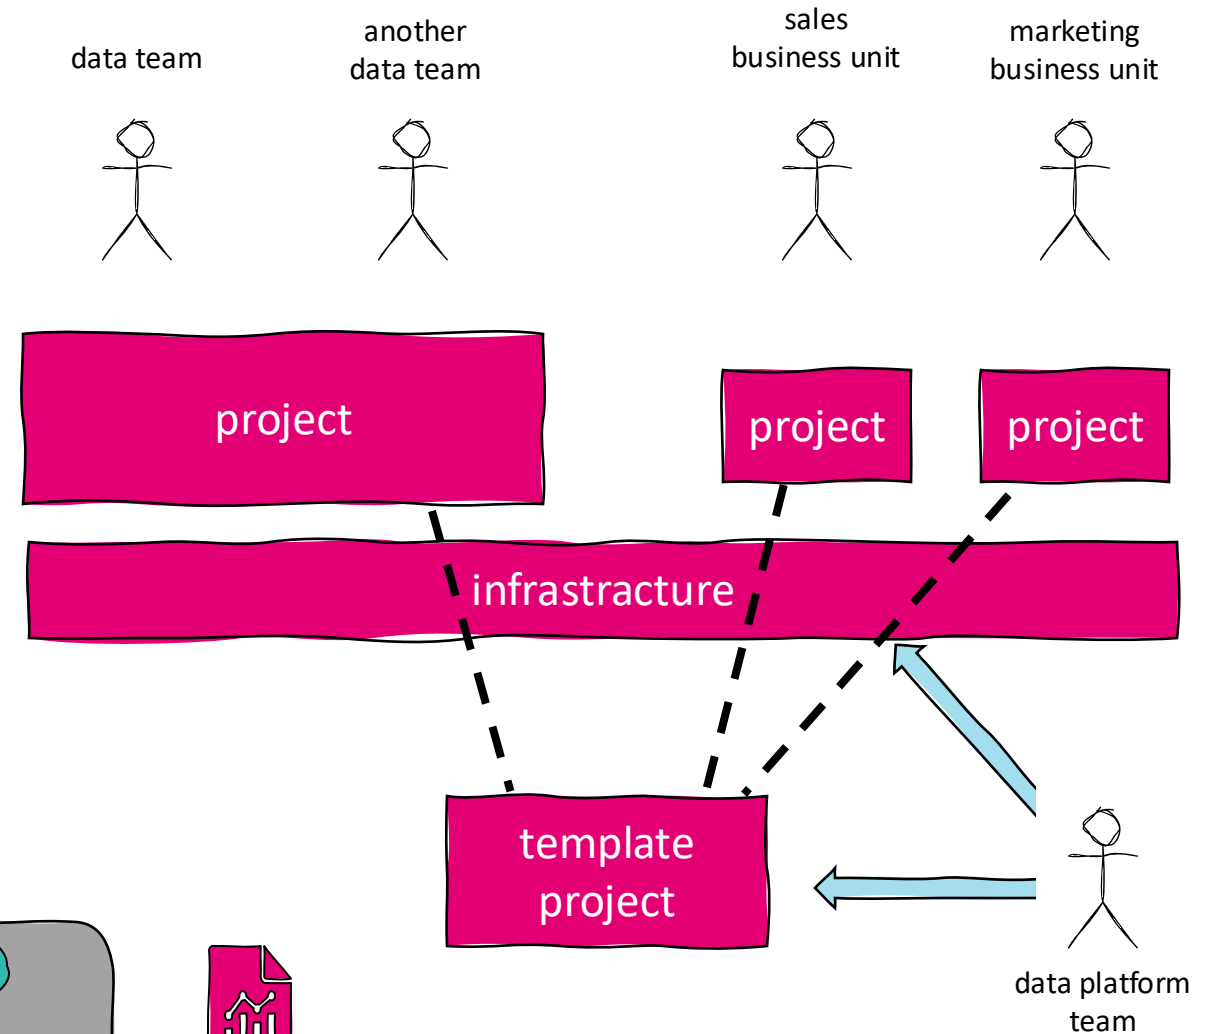 data team
another
data team
sales
business unit
marketing
business unit
project
project
project
infrastracture
template
project
data platform
team